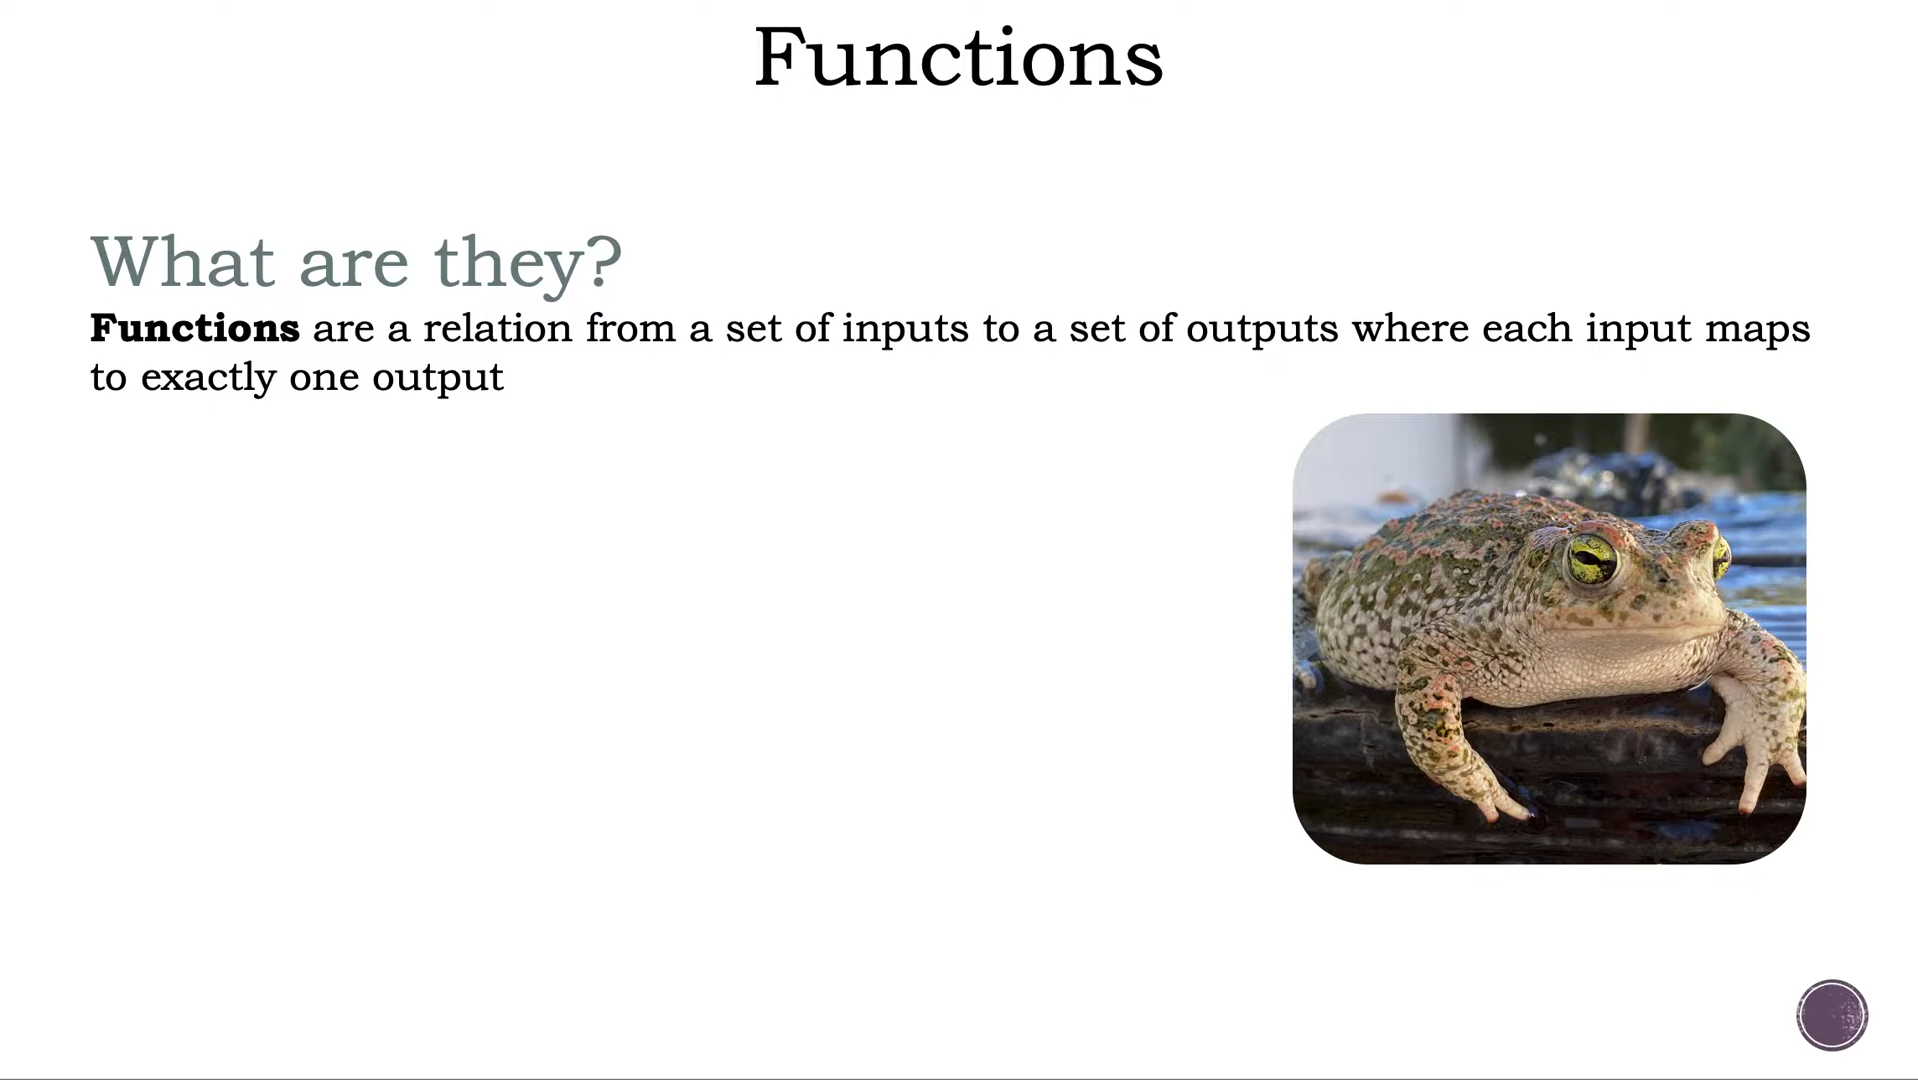 Functions
What are they?
Functions are a relation from a set of inputs to a set of outputs where each input maps
to exactly one output